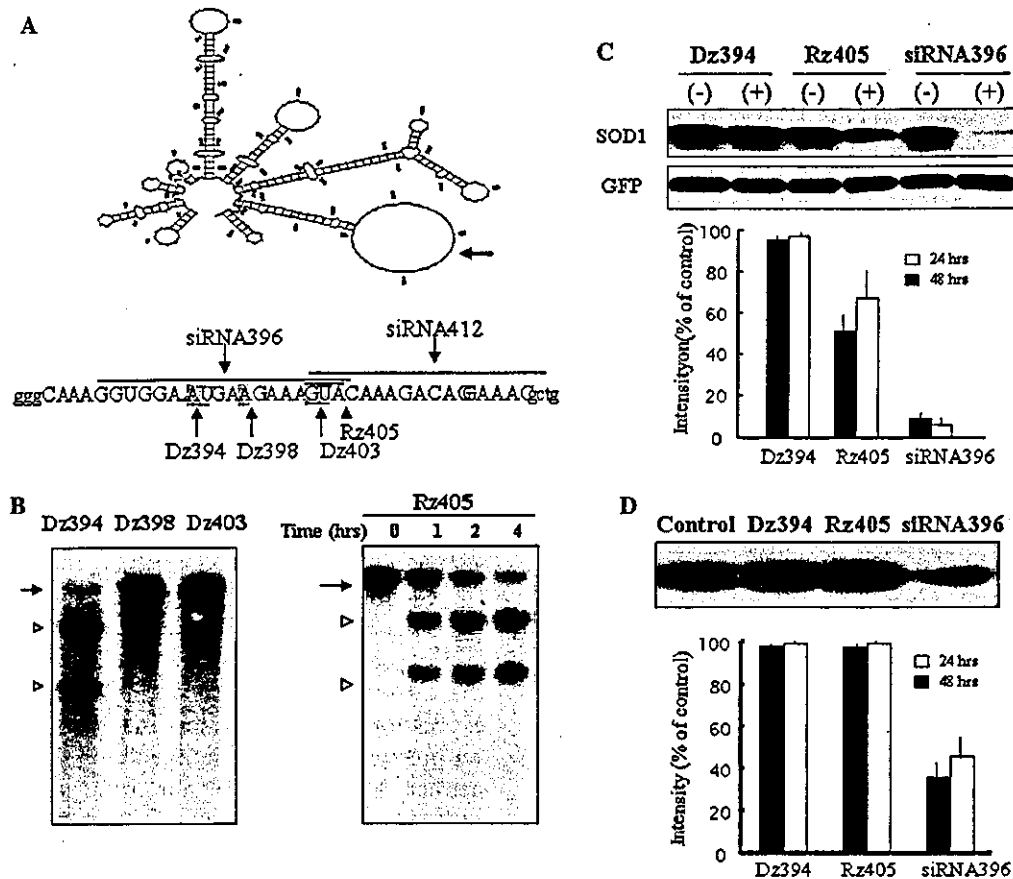 A
siRNA396
siRNA412
gggCAAAGGUGGAAUGAAGAAAGUACAAAGACAGGAAACgctg
Dz394
Dz398
Dz403
Rz405
B
Dz394 Dz398 Dz403
Rz405
Time (hrs) 0 1 2 4
C
Dz394 Rz405 siRNA396
(-) (+) (-) (+) (-) (+)
SOD1
GFP
Intensityon(% of control)
100
80
60
40
20
0
24 hrs
48 hrs
Dz394 Rz405 siRNA396
D
Control Dz394 Rz405 siRNA396
Intensity (% of control)
100
80
60
40
20
0
24 hrs
48 hrs
Dz394 Rz405 siRNA396